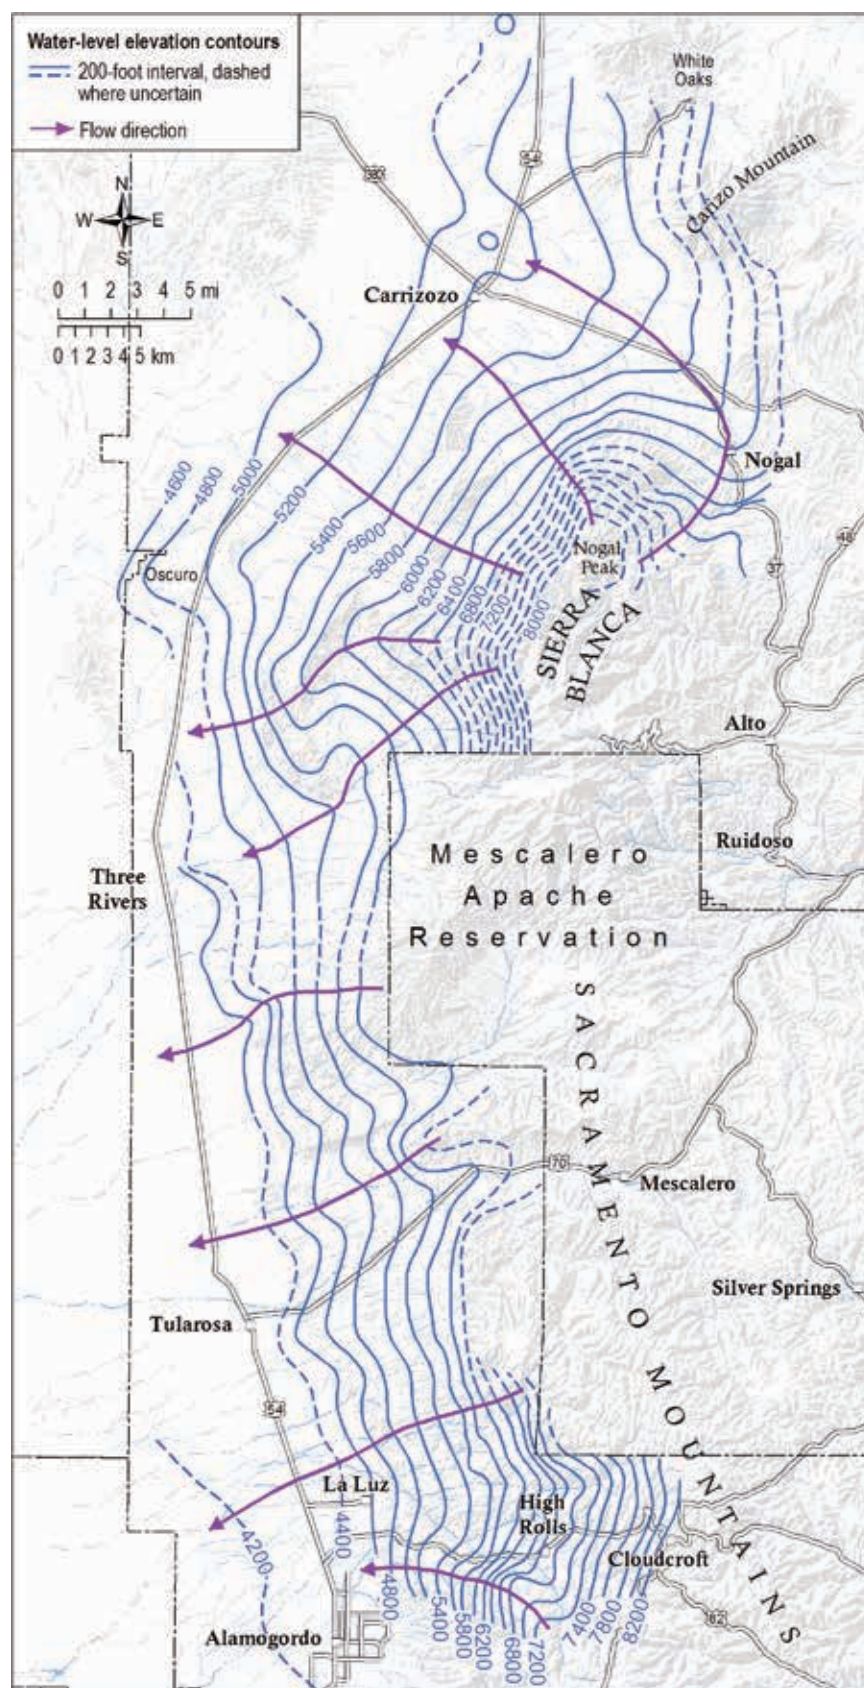 Water-level elevation contours
200-foot interval, dashed
where uncertain
Flow direction
White
Oaks
54
380
Carizo Mountain
N
W E
S
0 1 2 3 4 5 mi
0 1 2 3 4 5 km
Carrizozo
Nogal
4600
4800
5000
5200
5400
5600
5800
6000
6200
6400
6800
7200
8000
Oscuro
Nogal
Peak
48
37
SIERRA
BLANCA
Alto
Ruidoso
Mescalero
Apache
Reservation
Three
Rivers
SACRAMENTO MOUNTAINS
70
Mescalero
Silver Springs
Tularosa
54
La Luz
High
Rolls
Cloudcroft
4200
4400
4800
5400
5800
6200
6800
7200
7400
7800
8200
82
Alamogordo